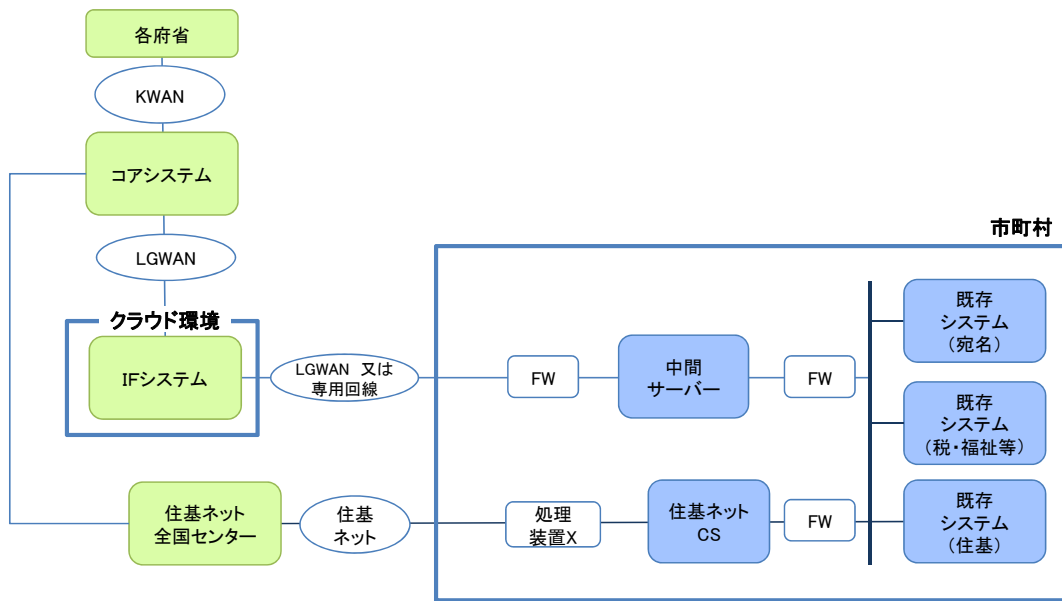 各府省
KWAN
コアシステム
LGWAN
クラウド環境
IFシステム
LGWAN 又は
専用回線
市町村
FW
中間
サーバー
FW
既存
システム
(宛名)
既存
システム
(税・福祉等)
住基ネット
全国センター
住基
ネット
処理
装置X
住基ネット
CS
FW
既存
システム
(住基)